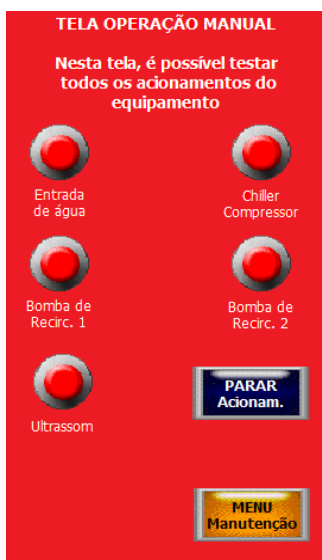 TELA OPERAÇÃO MANUAL
Nesta tela, é possível testar
todos os acionamentos do
equipamento
Entrada
de água
Chiller
Compressor
Bomba de
Recirc. 1
Bomba de
Recirc. 2
Ultrassom
PARAR
Acionam.
MENU
Manutenção